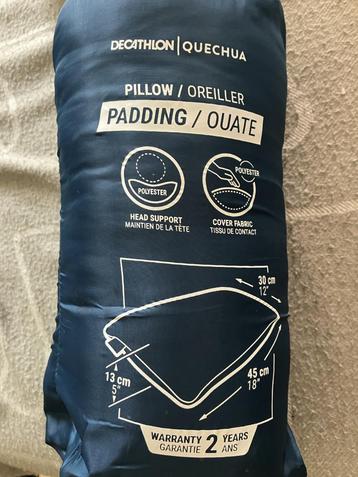 DECATHLON | QUECHUA
PILLOW / OREILLER
PADDING / OUATE
POLYESTER
POLYESTER
HEAD SUPPORT
MAINTIEN DE LA TÊTE
COVER FABRIC
TISSU DE CONTACT
30 cm
12"
13 cm
5"
45 cm
18"
WARRANTY 2 YEARS
GARANTIE ANS